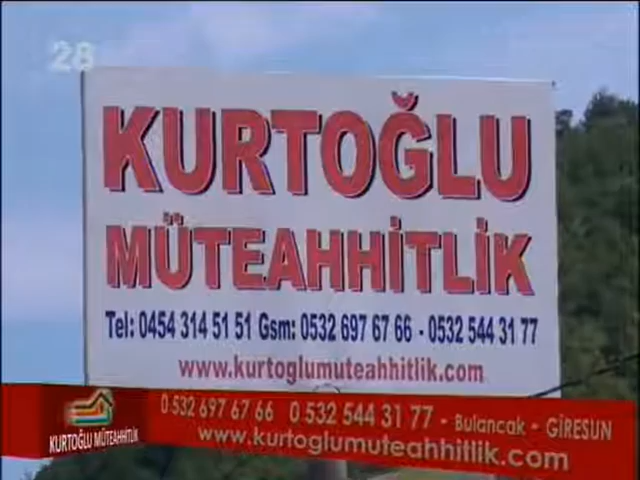 28
KURTOĞLU
MÜTEAHHİTLİK
Tel: 0454 314 51 51 Gsm: 0532 697 67 66 - 0532 544 31 77
www.kurtoglumuteahhitlik.com
0 532 697 67 66 0 532 544 31 77 - Bulancak - GİRESUN
KURTOĞLU MÜTEAHHİTLİK
www.kurtoglumuteahhitlik.com